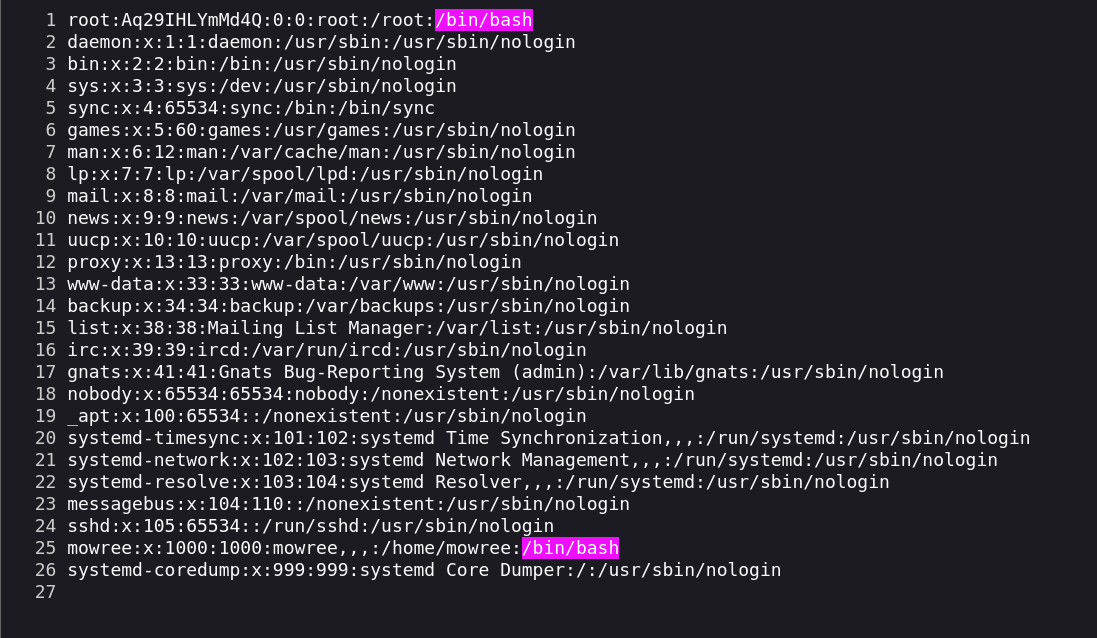 1 root:Aq29IHLYmMd4Q:0:0:root:/root:/bin/bash
2 daemon:x:1:1:daemon:/usr/sbin:/usr/sbin/nologin
3 bin:x:2:2:bin:/bin:/usr/sbin/nologin
4 sys:x:3:3:sys:/dev:/usr/sbin/nologin
5 sync:x:4:65534:sync:/bin:/bin/sync
6 games:x:5:60:games:/usr/games:/usr/sbin/nologin
7 man:x:6:12:man:/var/cache/man:/usr/sbin/nologin
8 lp:x:7:7:lp:/var/spool/lpd:/usr/sbin/nologin
9 mail:x:8:8:mail:/var/mail:/usr/sbin/nologin
10 news:x:9:9:news:/var/spool/news:/usr/sbin/nologin
11 uucp:x:10:10:uucp:/var/spool/uucp:/usr/sbin/nologin
12 proxy:x:13:13:proxy:/bin:/usr/sbin/nologin
13 www-data:x:33:33:www-data:/var/www:/usr/sbin/nologin
14 backup:x:34:34:backup:/var/backups:/usr/sbin/nologin
15 list:x:38:38:Mailing List Manager:/var/list:/usr/sbin/nologin
16 irc:x:39:39:ircd:/var/run/ircd:/usr/sbin/nologin
17 gnats:x:41:41:Gnats Bug-Reporting System (admin):/var/lib/gnats:/usr/sbin/nologin
18 nobody:x:65534:65534:nobody:/nonexistent:/usr/sbin/nologin
19 _apt:x:100:65534::/nonexistent:/usr/sbin/nologin
20 systemd-timesync:x:101:102:systemd Time Synchronization,,,:/run/systemd:/usr/sbin/nologin
21 systemd-network:x:102:103:systemd Network Management,,,:/run/systemd:/usr/sbin/nologin
22 systemd-resolve:x:103:104:systemd Resolver,,,:/run/systemd:/usr/sbin/nologin
23 messagebus:x:104:110::/nonexistent:/usr/sbin/nologin
24 sshd:x:105:65534::/run/sshd:/usr/sbin/nologin
25 mowree:x:1000:1000:mowree,,,:/home/mowree:/bin/bash
26 systemd-coredump:x:999:999:systemd Core Dumper:/:/usr/sbin/nologin
27